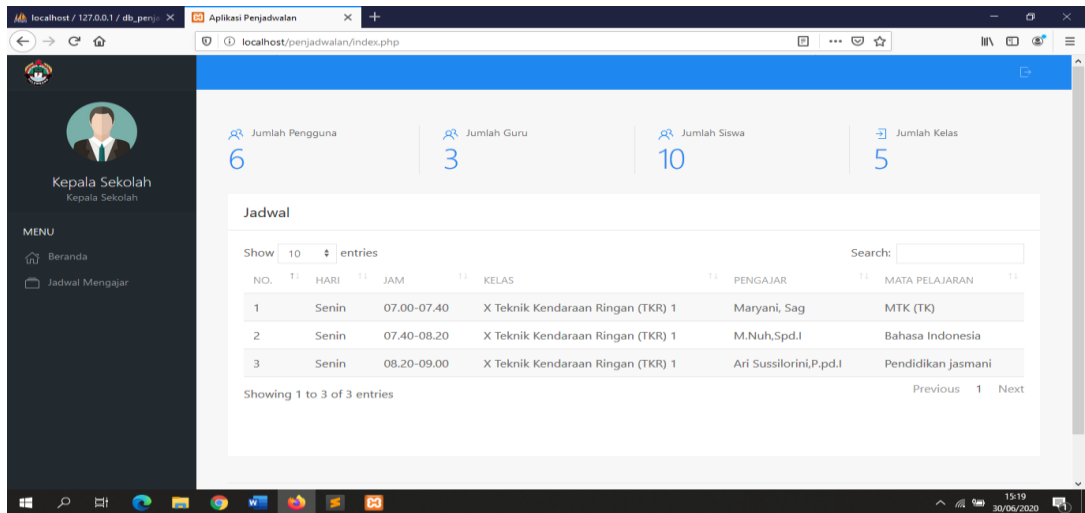 localhost / 127.0.0.1 / db_penja
Aplikasi Penjadwalan
localhost/penjadwalan/index.php
Kepala Sekolah
Kepala Sekolah
MENU
Beranda
Jadwal Mengajar
Jumlah Pengguna
6
Jumlah Guru
3
Jumlah Siswa
10
Jumlah Kelas
5
Jadwal
Show 10 entries
Search:
NO. HARI JAM KELAS PENGAJAR MATA PELAJARAN
1 Senin 07.00-07.40 X Teknik Kendaraan Ringan (TKR) 1 Maryani, Sag MTK (TK)
2 Senin 07.40-08.20 X Teknik Kendaraan Ringan (TKR) 1 M.Nuh,Spd.I Bahasa Indonesia
3 Senin 08.20-09.00 X Teknik Kendaraan Ringan (TKR) 1 Ari Sussilorini,P.pd.I Pendidikan jasmani
Showing 1 to 3 of 3 entries
Previous 1 Next
15:19
30/06/2020